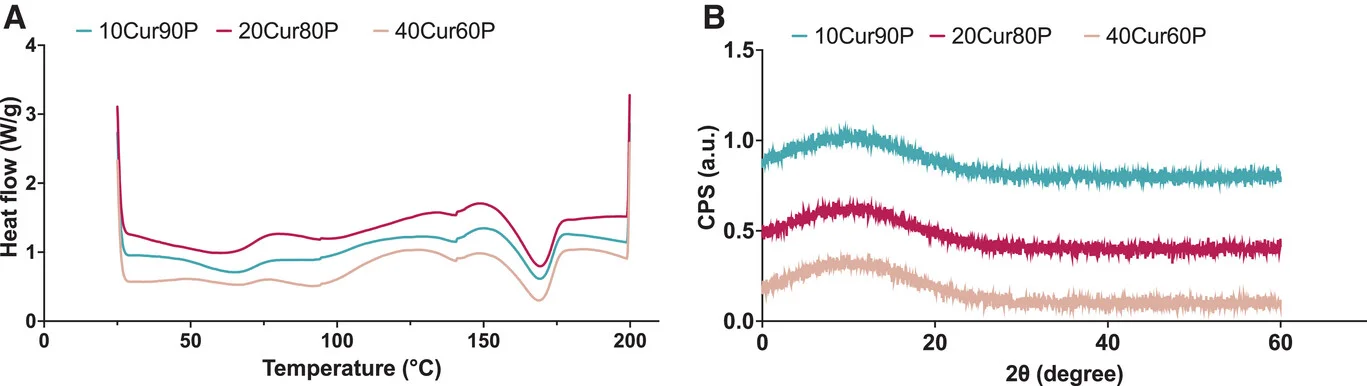 A
10Cur90P 20Cur80P 40Cur60P
4
3
2
1
0
Heat flow (W/g)
0 50 100 150 200
Temperature (°C)
B
10Cur90P 20Cur80P 40Cur60P
1.5
1.0
0.5
0.0
CPS (a.u.)
0 20 40 60
2θ (degree)